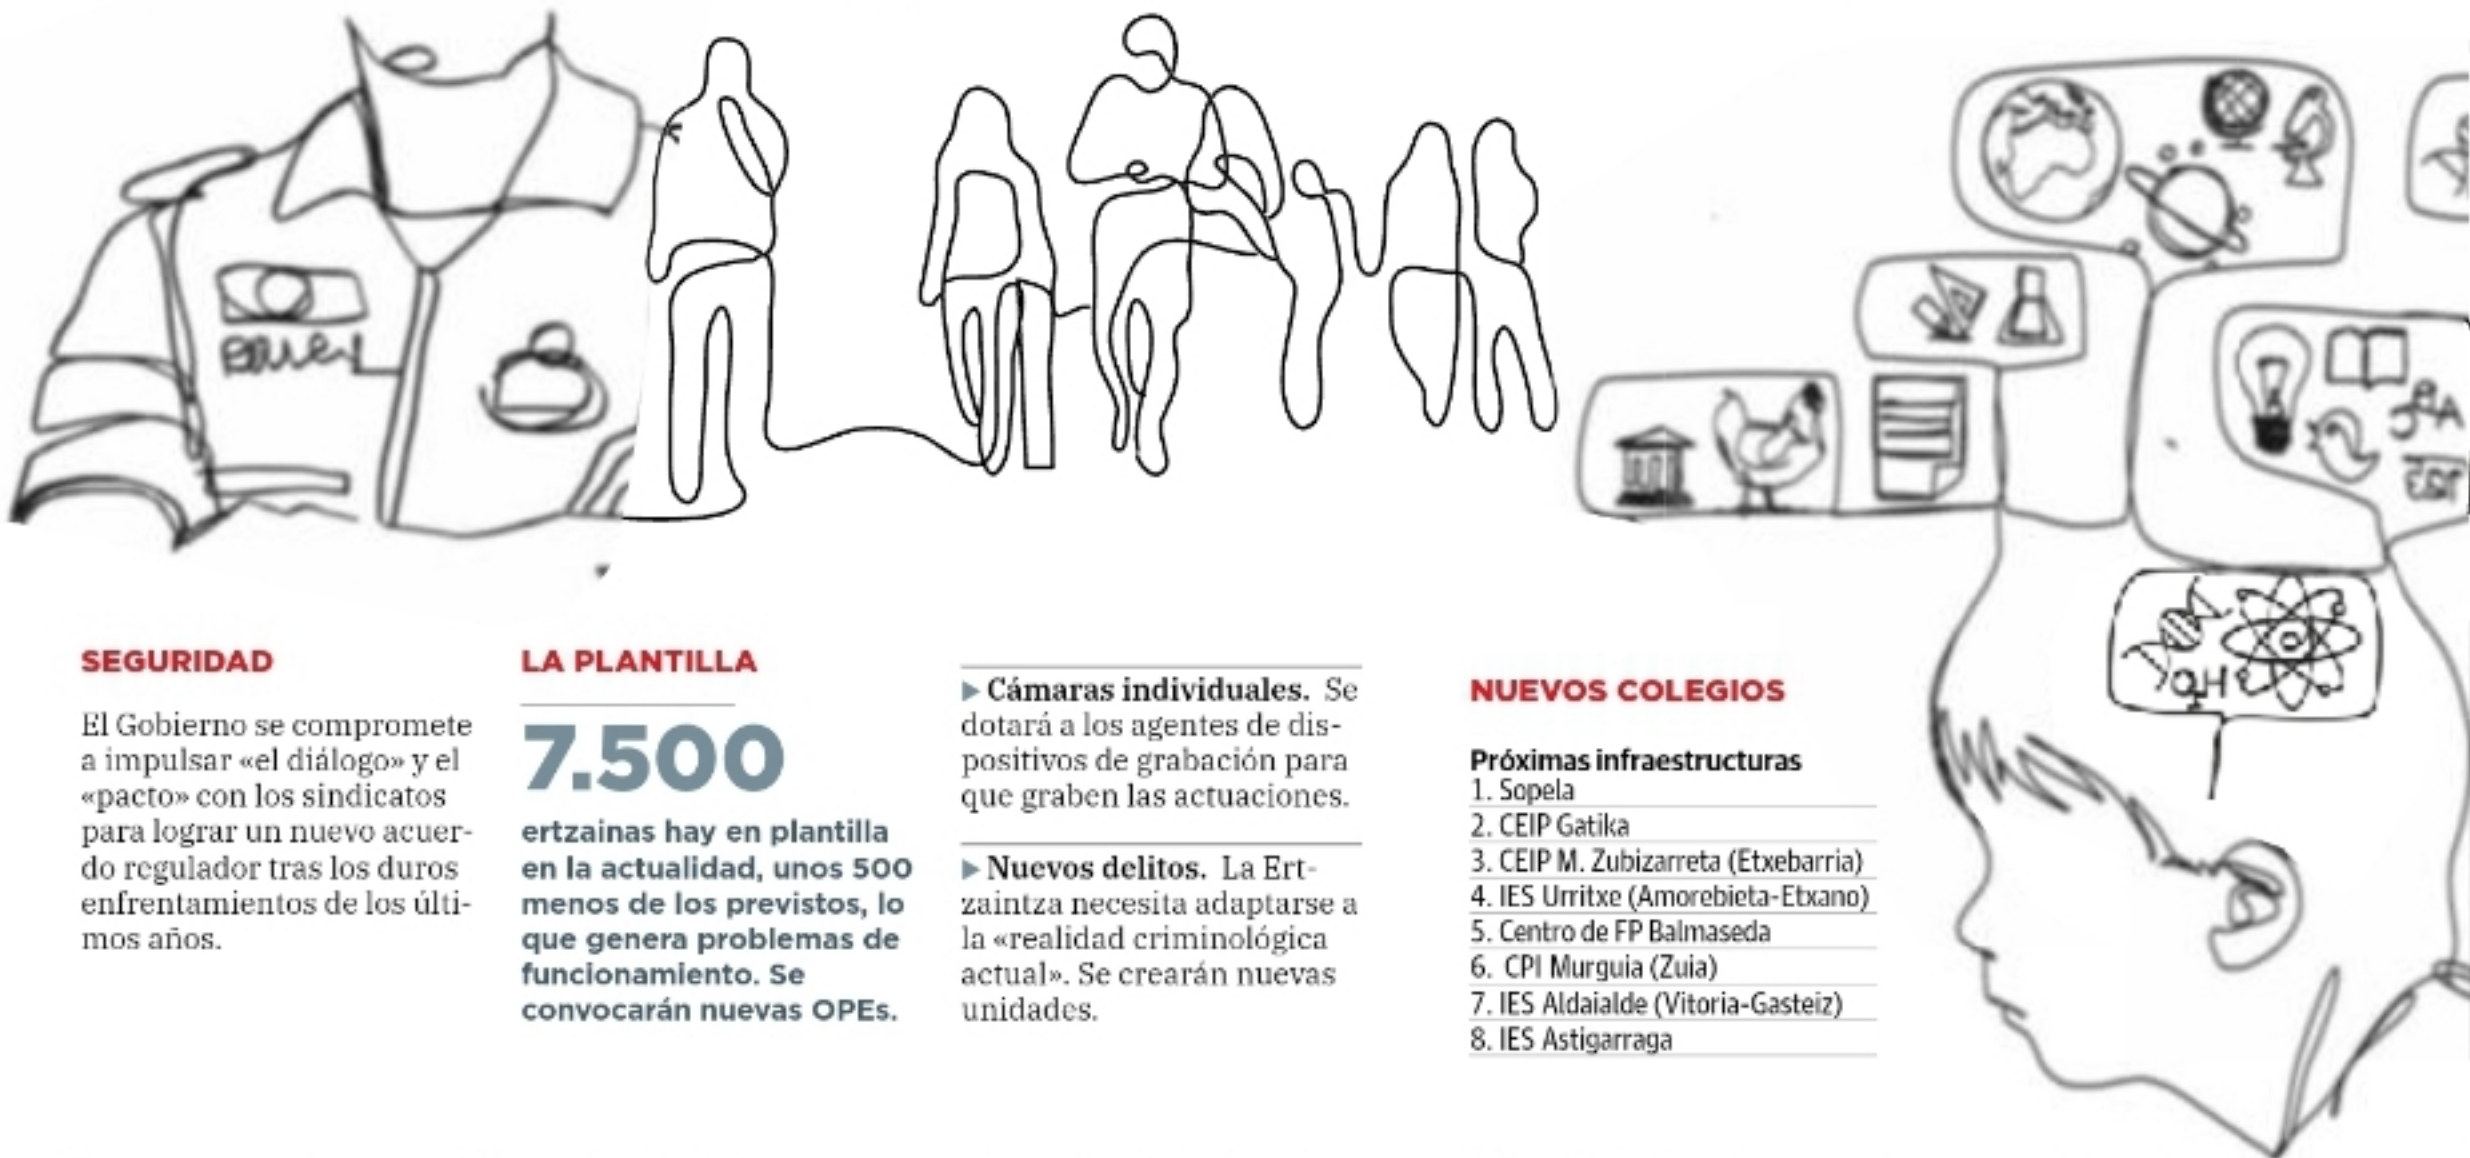 SEGURIDAD
El Gobierno se compromete
a impulsar «el diálogo» y el
«pacto» con los sindicatos
para lograr un nuevo acuer-
do regulador tras los duros
enfrentamientos de los últi-
mos años.
LA PLANTILLA
7.500
ertzainas hay en plantilla
en la actualidad, unos 500
menos de los previstos, lo
que genera problemas de
funcionamiento. Se
convocarán nuevas OPEs.
▶ Cámaras individuales. Se
dotará a los agentes de dis-
positivos de grabación para
que graben las actuaciones.
▶ Nuevos delitos. La Ert-
zaintza necesita adaptarse a
la «realidad criminológica
actual». Se crearán nuevas
unidades.
NUEVOS COLEGIOS
Próximas infraestructuras
1. Sopela
2. CEIP Gatika
3. CEIP M. Zubizarreta (Etxebarria)
4. IES Urritxe (Amorebieta-Etxano)
5. Centro de FP Balmaseda
6. CPI Murguia (Zuia)
7. IES Aldaialde (Vitoria-Gasteiz)
8. IES Astigarraga